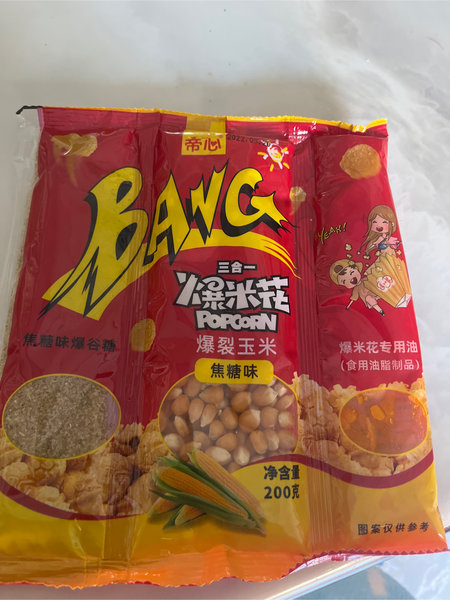 帝心
BANG
YEAH!
三合一
爆米花
POPCORN
爆裂玉米
焦糖味
焦糖味爆谷糖
爆米花专用油
(食用油脂制品)
净含量
200克
图案仅供参考